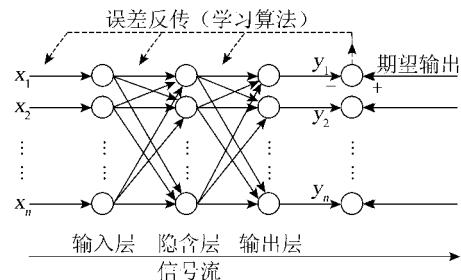 误差反传（学习算法）
x1 y1 − + 期望输出
x2 y2
xn yn
输入层 隐含层 输出层
信号流